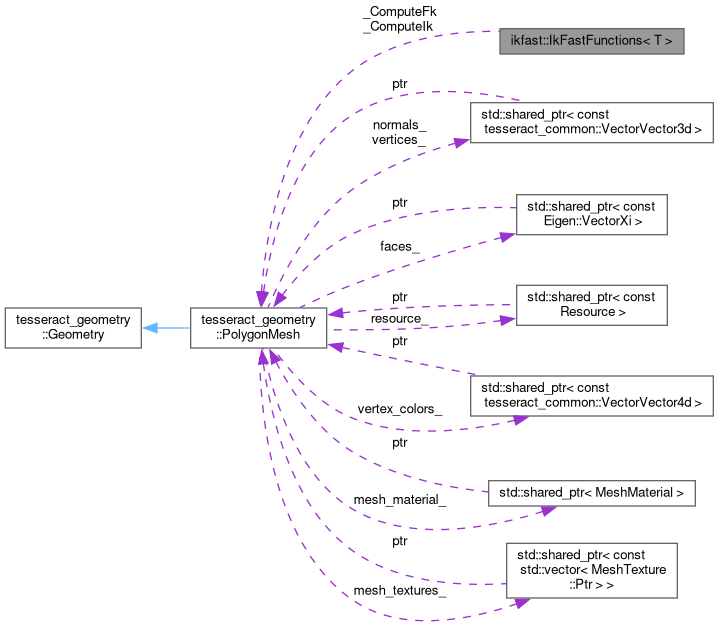 _ComputeFk
_ComputeIk
ikfast::IkFastFunctions< T >
ptr
std::shared_ptr< const
tesseract_common::VectorVector3d >
normals_
vertices_
ptr
std::shared_ptr< const
Eigen::VectorXi >
faces_
ptr
std::shared_ptr< const
Resource >
resource_
tesseract_geometry
::Geometry
tesseract_geometry
::PolygonMesh
ptr
std::shared_ptr< const
tesseract_common::VectorVector4d >
vertex_colors_
ptr
std::shared_ptr< MeshMaterial >
mesh_material_
ptr
std::shared_ptr< const
std::vector< MeshTexture
::Ptr > >
mesh_textures_